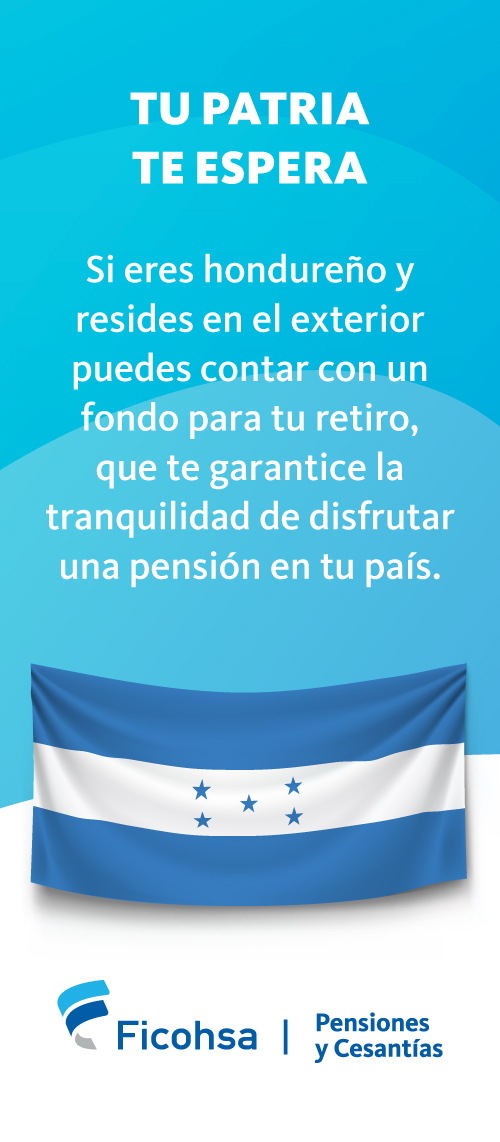 TU PATRIA
TE ESPERA
Si eres hondureño y
resides en el exterior
puedes contar con un
fondo para tu retiro,
que te garantice la
tranquilidad de disfrutar
una pensión en tu país.
Ficohsa | Pensiones
y Cesantías